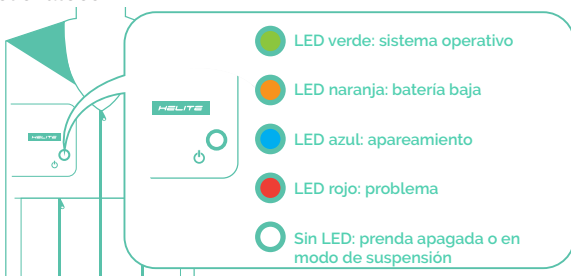 LED verde: sistema operativo
LED naranja: batería baja
HELITE
HELITE
LED azul: apareamiento
LED rojo: problema
Sin LED: prenda apagada o en
modo de suspensión